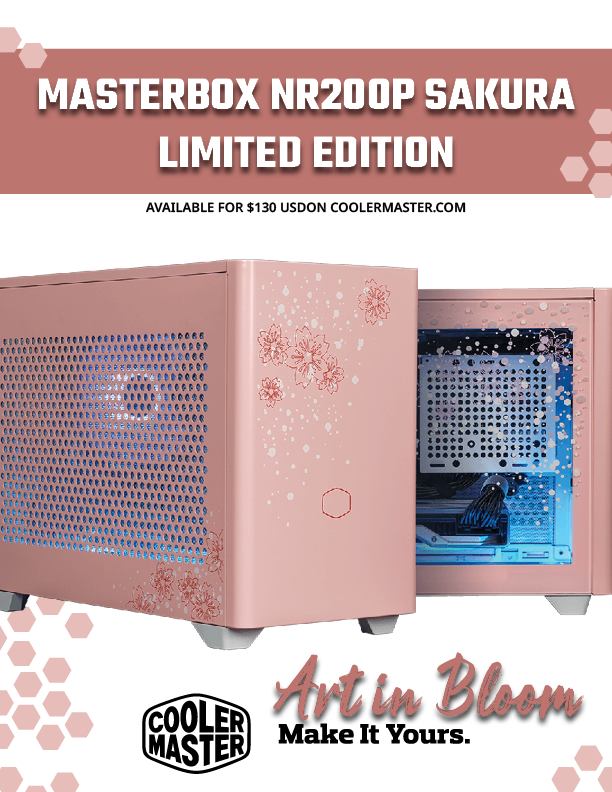 MASTERBOX NR200P SAKURA
LIMITED EDITION
AVAILABLE FOR $130 USDON COOLERMASTER.COM
Art in Bloom
Make It Yours.
COOLER
MASTER